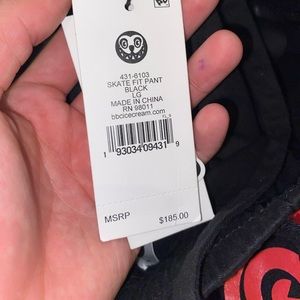 431-6103
SKATE FIT PANT
BLACK
LG
MADE IN CHINA
RN 98011
bbcicecream.com
1 93034 09431 9
MSRP
$185.00